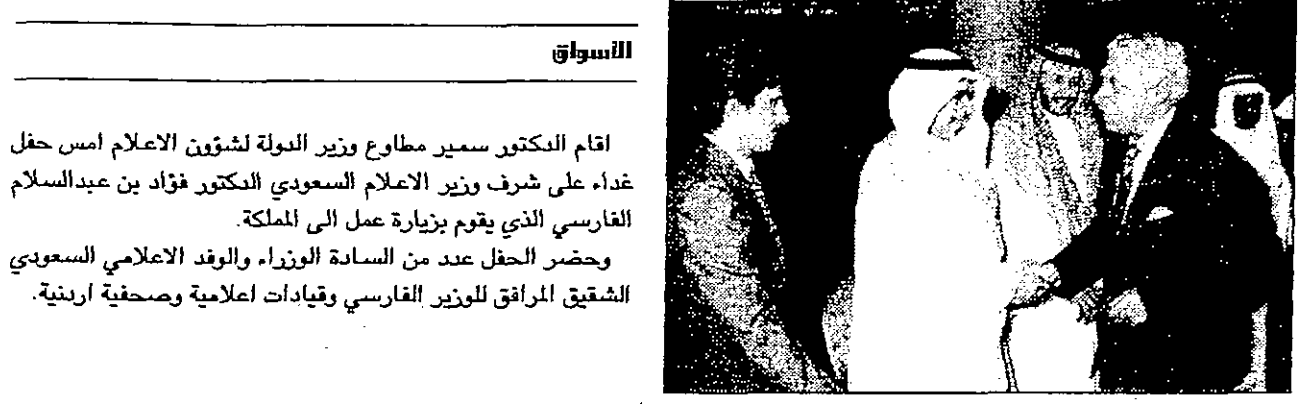 الأسواق
اقام الدكتور سمير مطاوع وزير الدولة لشؤون الاعلام امس حفل
غداء على شرف وزير الاعلام السعودي الدكتور فؤاد بن عبدالسلام
الفارسي الذي يقوم بزيارة عمل الى المملكة.
وحضر الحفل عدد من السادة الوزراء والوفد الاعلامي السعودي
الشقيق المرافق للوزير الفارسي وقيادات اعلامية وصحفية اردنية.